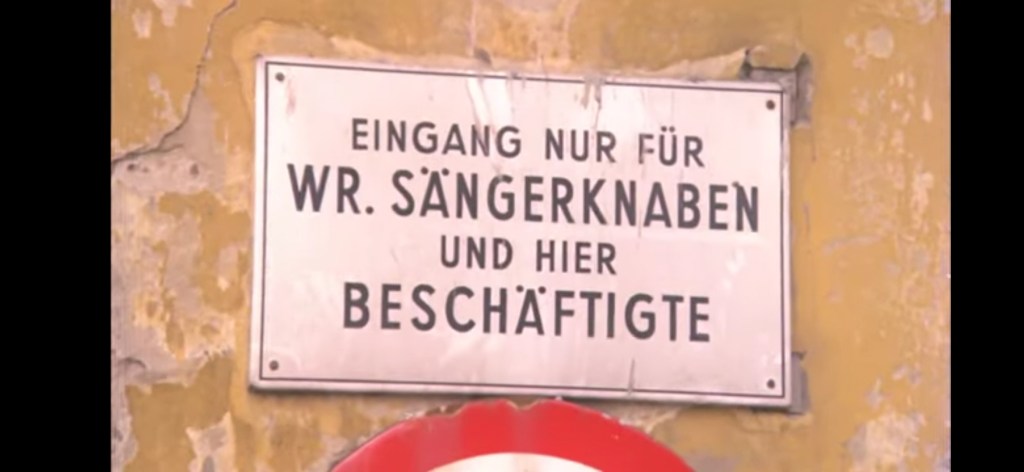 EINGANG NUR FÜR
WR. SÄNGERKNABEN
UND HIER
BESCHÄFTIGTE